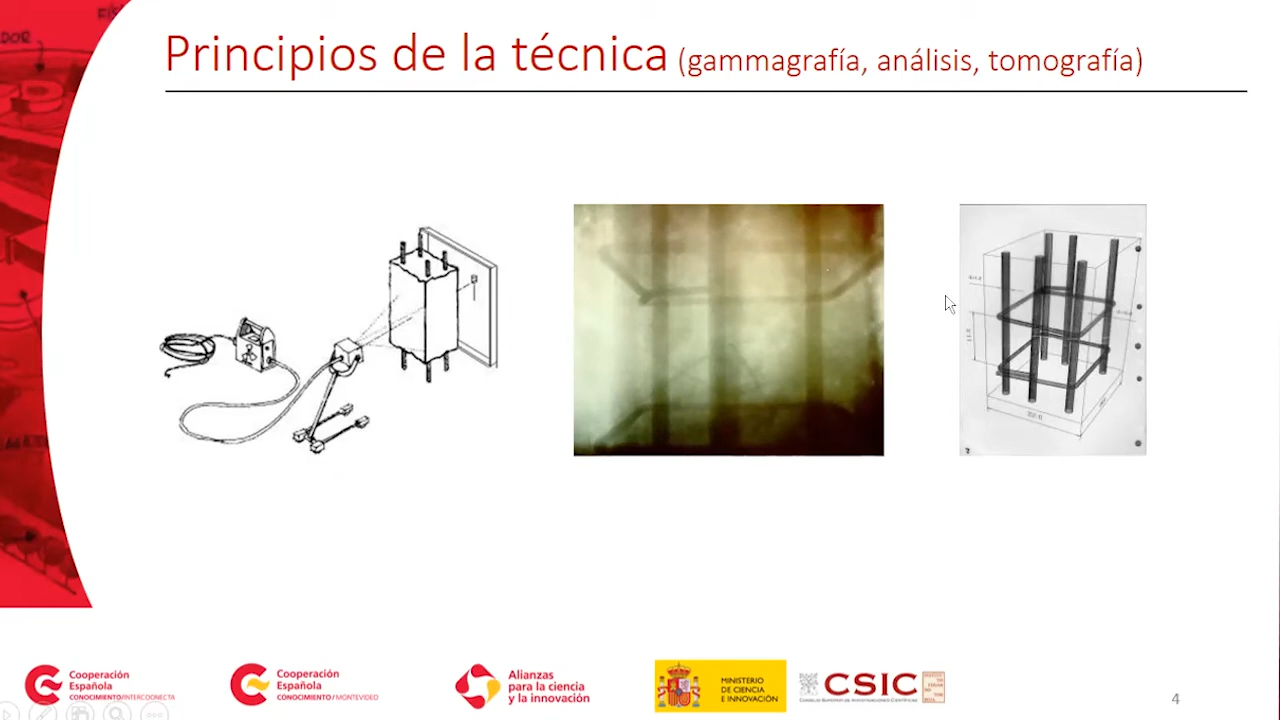 Principios de la técnica (gammagrafía, análisis, tomografía)
Cooperación
Española
CONOCIMIENTO/INTERCOONECTA
Cooperación
Española
CONOCIMIENTO/MONTEVIDEO
Alianzas
para la ciencia
y la innovación
MINISTERIO
DE CIENCIA
E INNOVACIÓN
CSIC
CONSEJO SUPERIOR DE INVESTIGACIONES CIENTÍFICAS
4